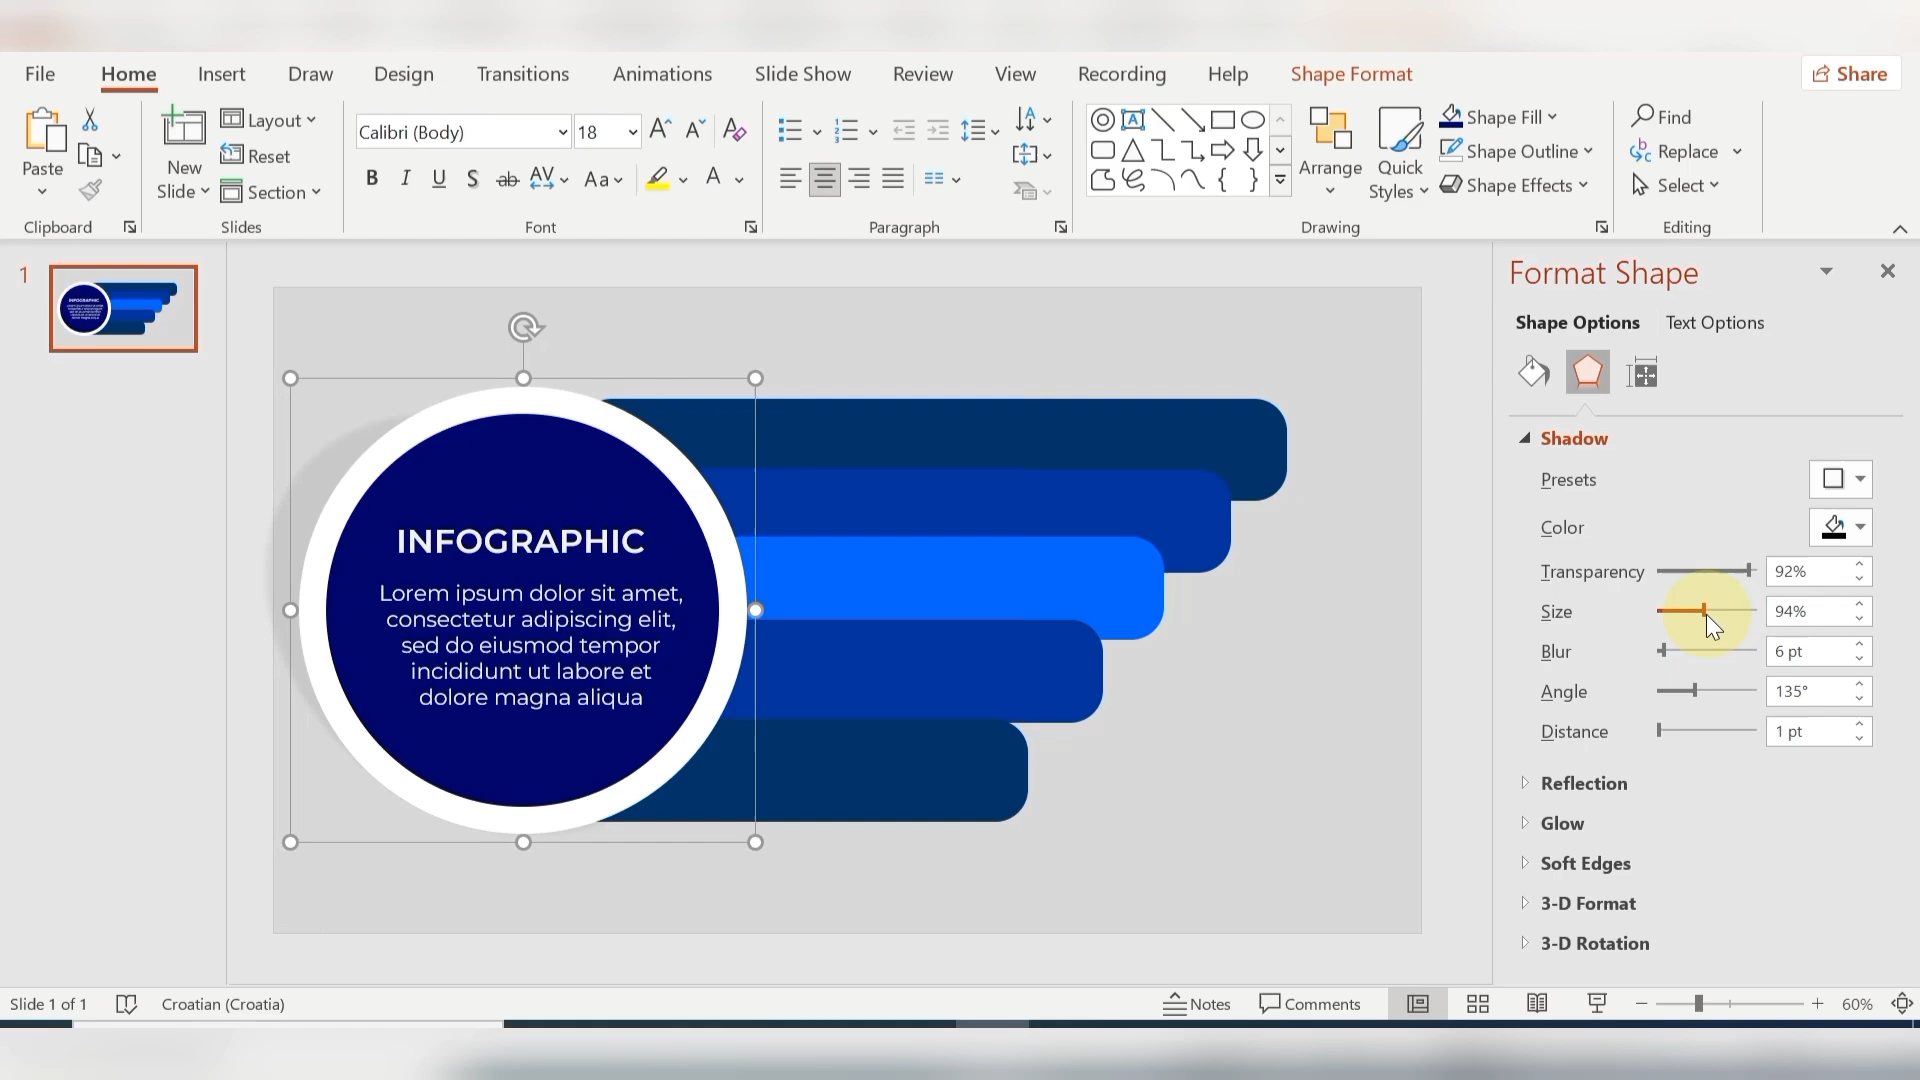 File Home Insert Draw Design Transitions Animations Slide Show Review View Recording Help Shape Format Share
Paste
Clipboard
New Slide
Layout
Reset
Section
Slides
Calibri (Body) 18
B I U S ab AV Aa A
Font
Paragraph
Arrange
Quick Styles
Shape Fill
Shape Outline
Shape Effects
Drawing
Find
Replace
Select
Editing
1
INFOGRAPHIC
INFOGRAPHIC
Lorem ipsum dolor sit amet,
consectetur adipiscing elit,
sed do eiusmod tempor
incididunt ut labore et
dolore magna aliqua
Format Shape
Shape Options Text Options
Shadow
Presets
Color
Transparency 92%
Size 94%
Blur 6 pt
Angle 135°
Distance 1 pt
Reflection
Glow
Soft Edges
3-D Format
3-D Rotation
Slide 1 of 1 Croatian (Croatia) Notes Comments 60%